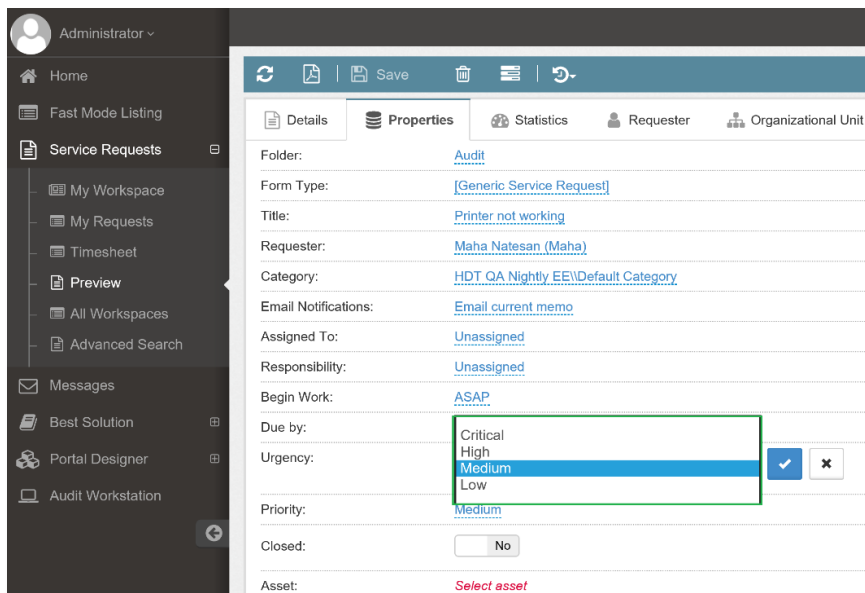 Administrator
Home
Fast Mode Listing
Service Requests
My Workspace
My Requests
Timesheet
Preview
All Workspaces
Advanced Search
Messages
Best Solution
Portal Designer
Audit Workstation
Save
Details Properties Statistics Requester Organizational Unit
Folder: Audit
Form Type: [Generic Service Request]
Title: Printer not working
Requester: Maha Natesan (Maha)
Category: HDT QA Nightly EE\\Default Category
Email Notifications: Email current memo
Assigned To: Unassigned
Responsibility: Unassigned
Begin Work: ASAP
Due by:
Urgency:
Critical
High
Medium
Low
Priority: Medium
Closed: No
Asset: Select asset